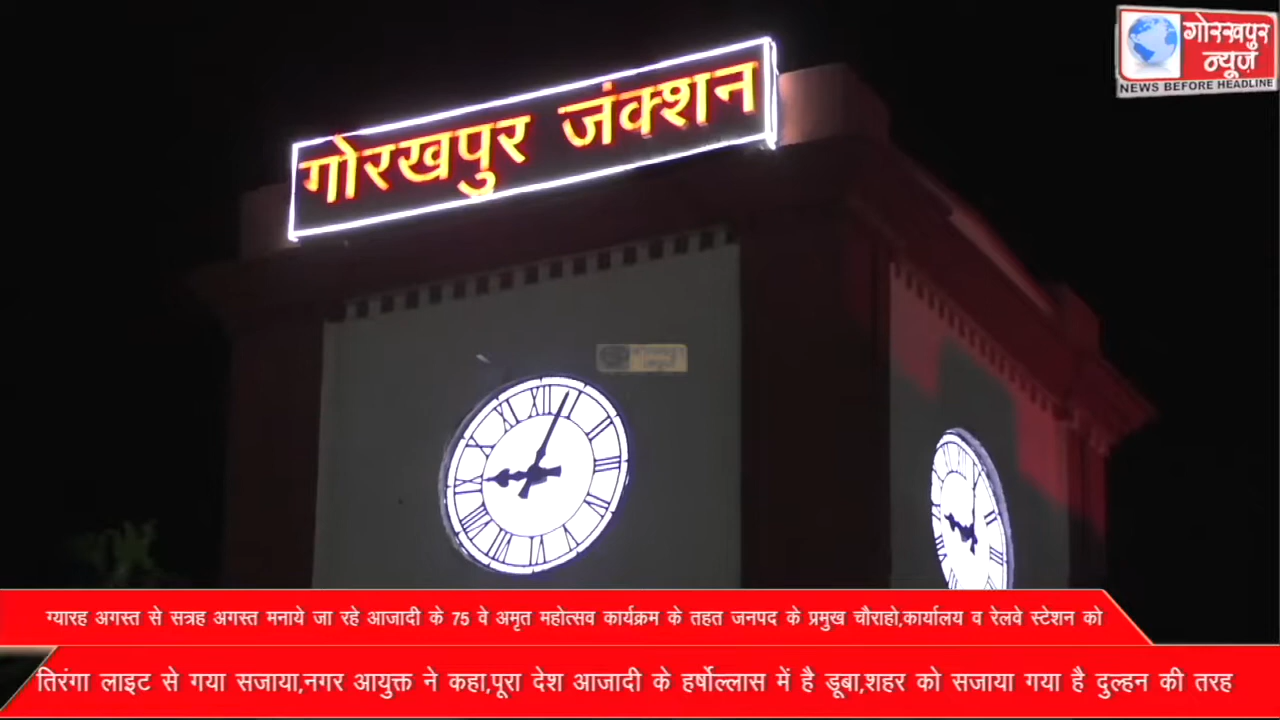 गोरखपुर
न्यूज़
NEWS BEFORE HEADLINE
गोरखपुर जंक्शन
ग्यारह अगस्त से सत्रह अगस्त मनाये जा रहे आजादी के 75 वे अमृत महोत्सव कार्यक्रम के तहत जनपद के प्रमुख चौराहो,कार्यालय व रेलवे स्टेशन को
तिरंगा लाइट से गया सजाया,नगर आयुक्त ने कहा,पूरा देश आजादी के हर्षोल्लास में है डूबा,शहर को सजाया गया है दुल्हन की तरह